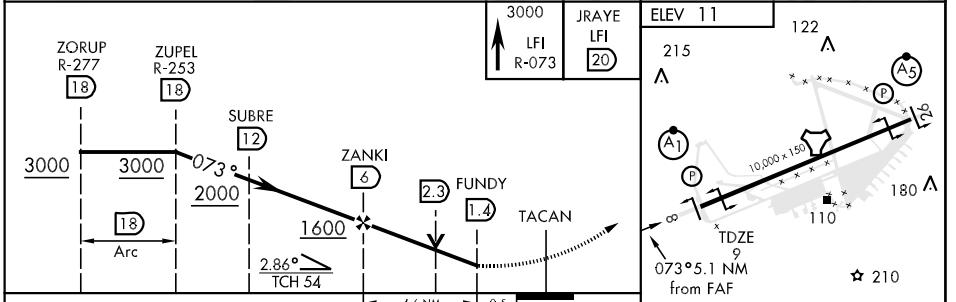 3000
LFI
R-073
JRAYE
LFI
20
ELEV 11
ZORUP
R-277
18
ZUPEL
R-253
18
SUBRE
12
ZANKI
6
2.3
FUNDY
1.4
TACAN
3000
3000
073°
2000
1600
18
Arc
2.86°
TCH 54
122
215
A5
P
26
A1
P
10,000 x 150
180
110
8
TDZE
9
073° 5.1 NM
from FAF
210